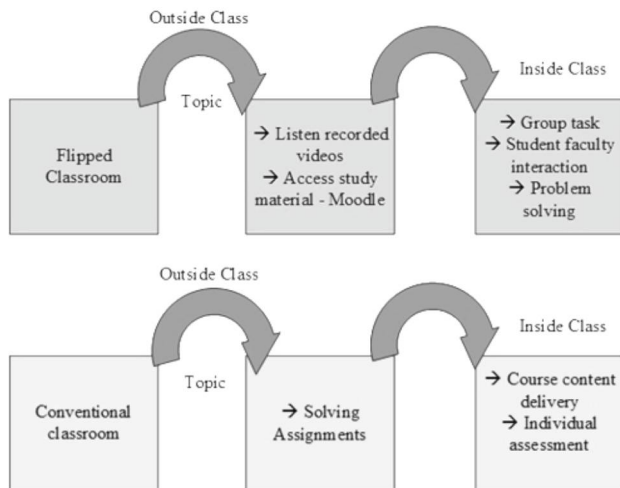 Outside Class
Inside Class
Topic
Flipped
Classroom
→ Listen recorded
videos
→ Access study
material - Moodle
→ Group task
→ Student faculty
interaction
→ Problem
solving
Outside Class
Inside Class
Topic
Conventional
classroom
→ Solving
Assignments
→ Course content
delivery
→ Individual
assessment